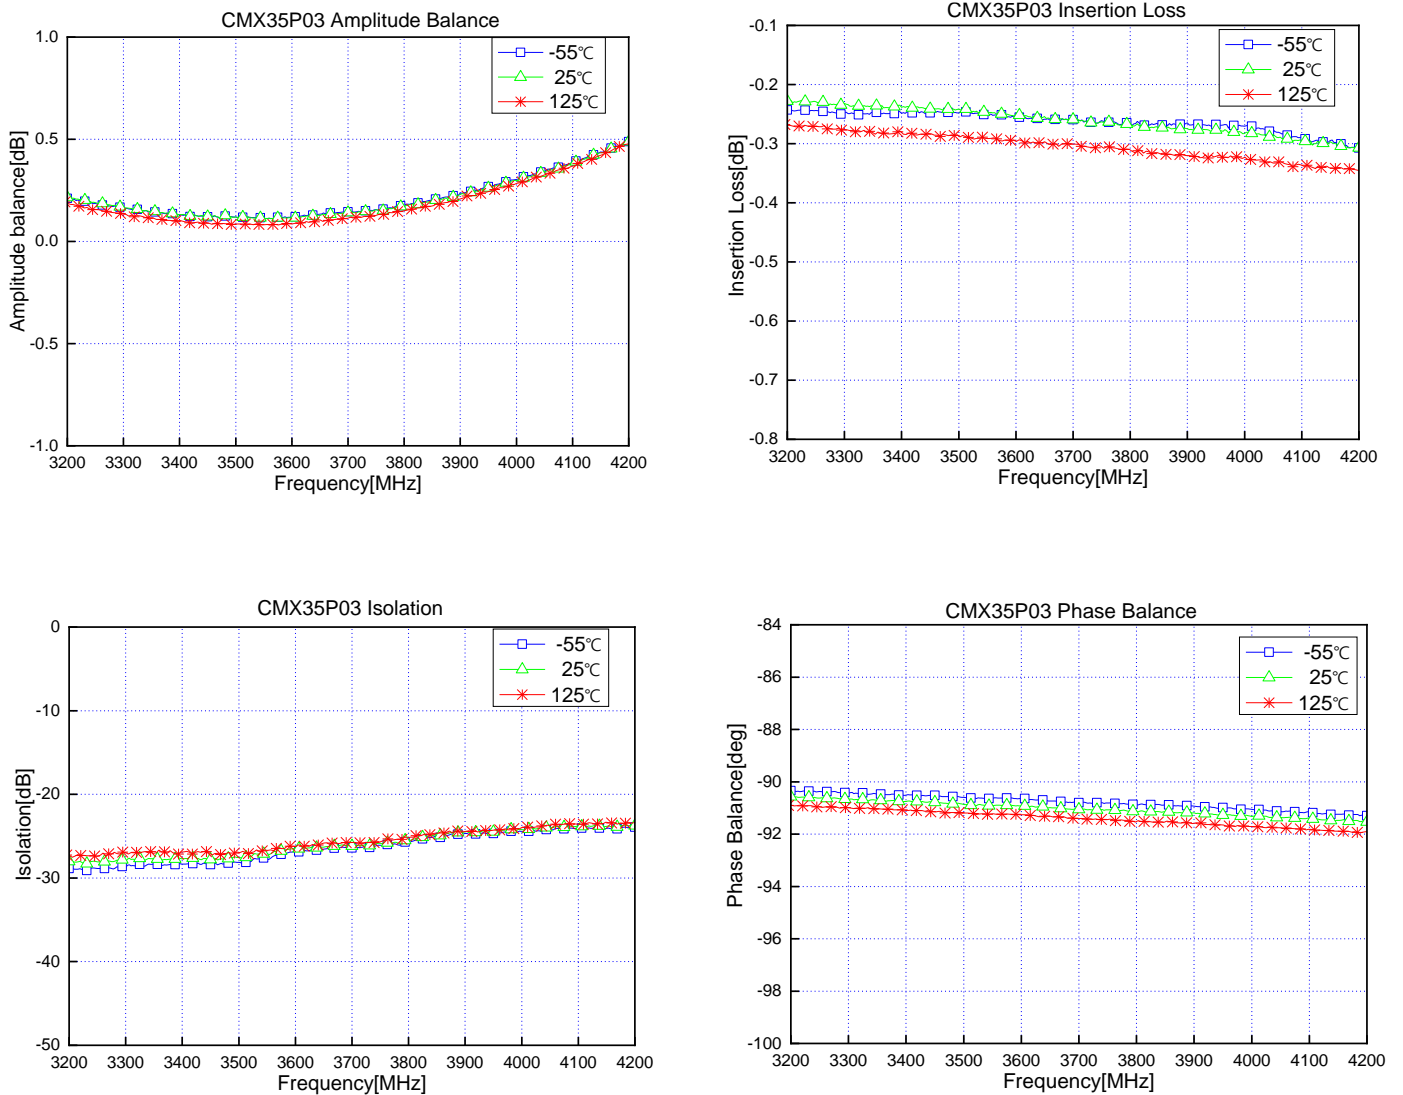 CMX35P03 Amplitude Balance
1.0
0.5
0.0
-0.5
-1.0
Amplitude balance[dB]
-55℃
25℃
125℃
3200 3300 3400 3500 3600 3700 3800 3900 4000 4100 4200
Frequency[MHz]
CMX35P03 Insertion Loss
-0.1
-0.2
-0.3
-0.4
-0.5
-0.6
-0.7
-0.8
Insertion Loss[dB]
-55℃
25℃
125℃
3200 3300 3400 3500 3600 3700 3800 3900 4000 4100 4200
Frequency[MHz]
CMX35P03 Isolation
0
-10
-20
-30
-40
-50
Isolation[dB]
-55℃
25℃
125℃
3200 3300 3400 3500 3600 3700 3800 3900 4000 4100 4200
Frequency[MHz]
CMX35P03 Phase Balance
-84
-86
-88
-90
-92
-94
-96
-98
-100
Phase Balance[deg]
-55℃
25℃
125℃
3200 3300 3400 3500 3600 3700 3800 3900 4000 4100 4200
Frequency[MHz]